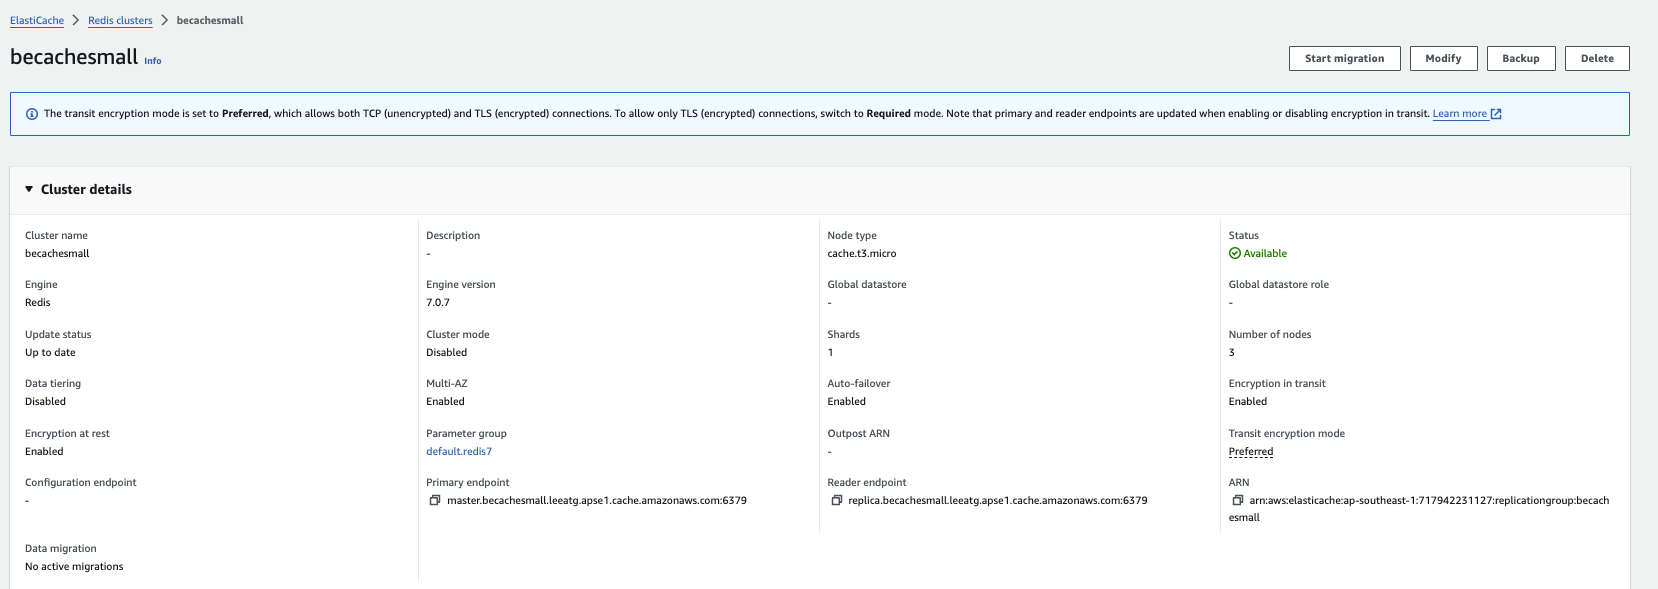 ElastiCache > Redis clusters > becachesmall
becachesmall Info
Start migration
Modify
Backup
Delete
The transit encryption mode is set to Preferred, which allows both TCP (unencrypted) and TLS (encrypted) connections. To allow only TLS (encrypted) connections, switch to Required mode. Note that primary and reader endpoints are updated when enabling or disabling encryption in transit. Learn more
Cluster details
Cluster name
becachesmall
Description
-
Node type
cache.t3.micro
Status
Available
Engine
Redis
Engine version
7.0.7
Global datastore
-
Global datastore role
-
Update status
Up to date
Cluster mode
Disabled
Shards
1
Number of nodes
3
Data tiering
Disabled
Multi-AZ
Enabled
Auto-failover
Enabled
Encryption in transit
Enabled
Encryption at rest
Enabled
Parameter group
default.redis7
Outpost ARN
-
Transit encryption mode
Preferred
Configuration endpoint
-
Primary endpoint
master.becachesmall.leeatg.apse1.cache.amazonaws.com:6379
Reader endpoint
replica.becachesmall.leeatg.apse1.cache.amazonaws.com:6379
ARN
arn:aws:elasticache:ap-southeast-1:717942231127:replicationgroup:becach
esmall
Data migration
No active migrations